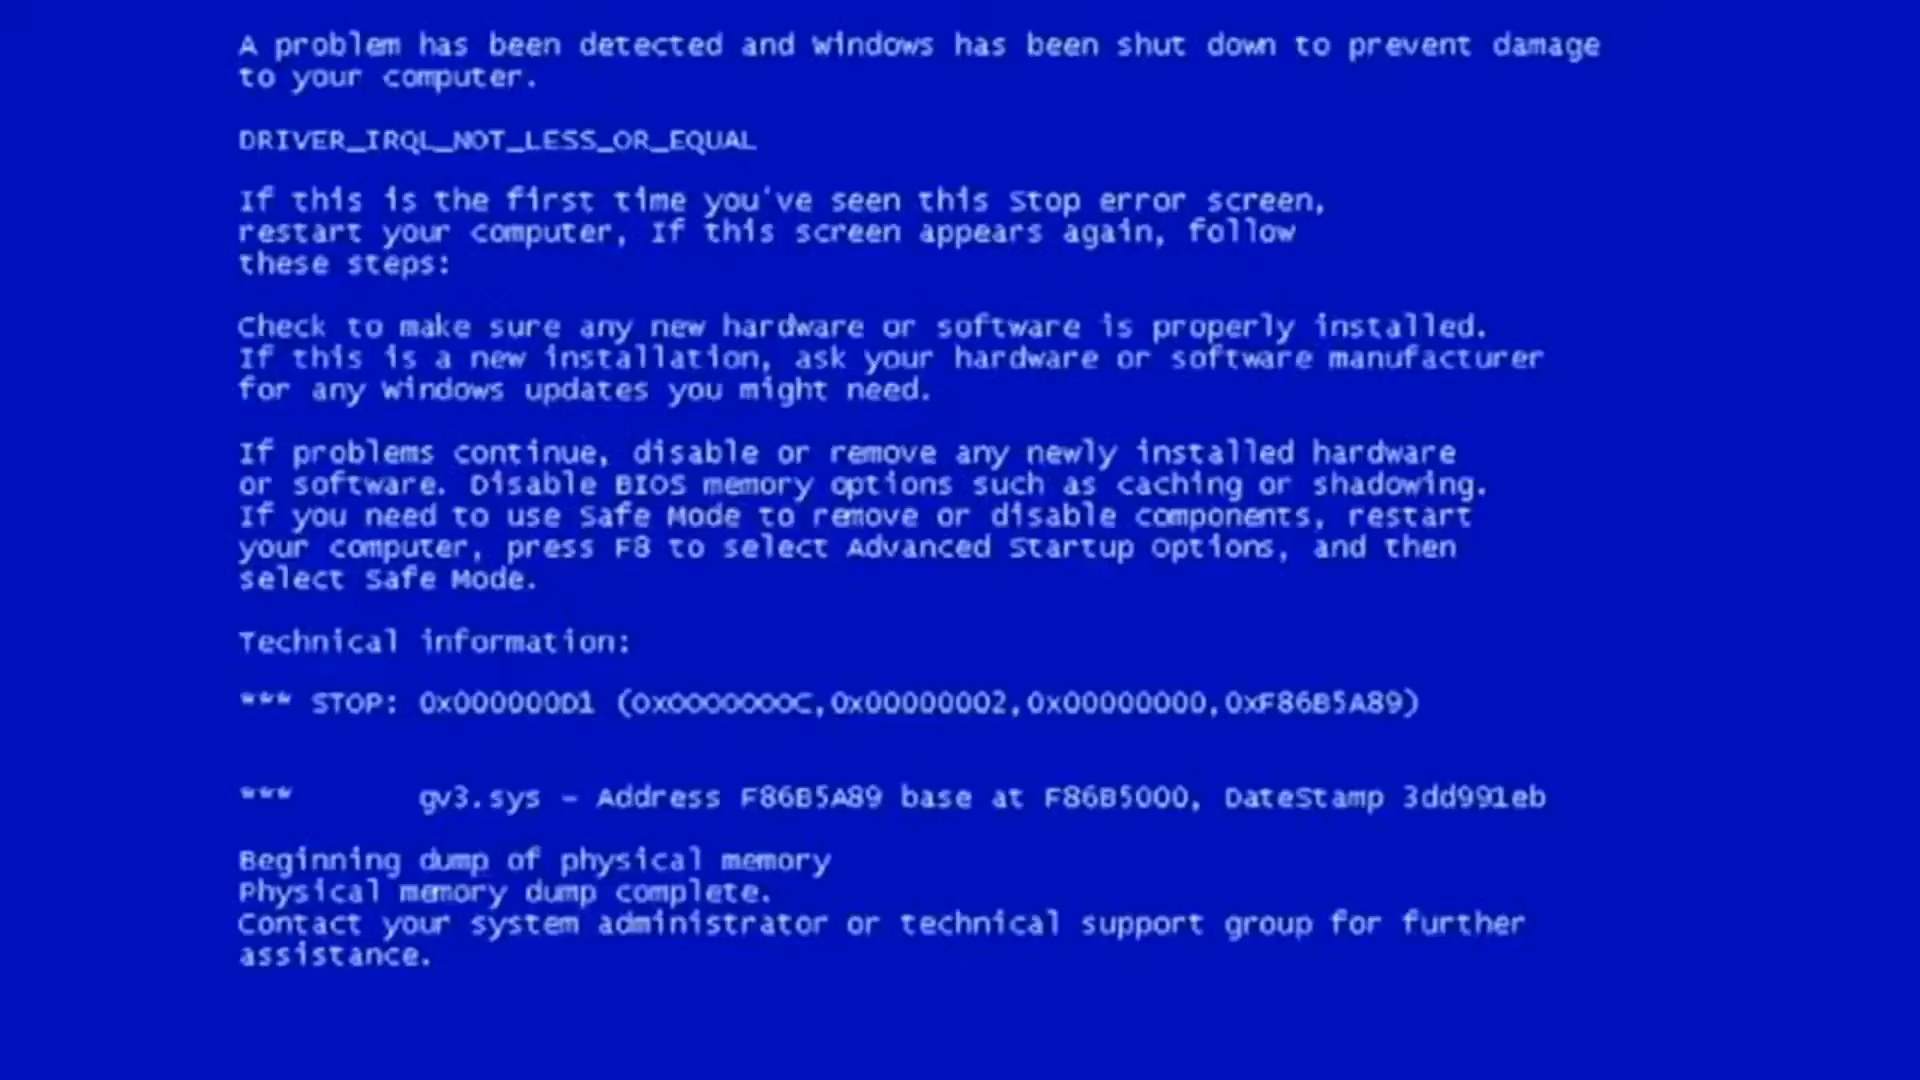 A problem has been detected and windows has been shut down to prevent damage
to your computer.
DRIVER_IRQL_NOT_LESS_OR_EQUAL
If this is the first time you've seen this Stop error screen,
restart your computer, If this screen appears again, follow
these steps:
Check to make sure any new hardware or software is properly installed.
If this is a new installation, ask your hardware or software manufacturer
for any windows updates you might need.
If problems continue, disable or remove any newly installed hardware
or software. Disable BIOS memory options such as caching or shadowing.
If you need to use Safe Mode to remove or disable components, restart
your computer, press F8 to select Advanced Startup Options, and then
select Safe Mode.
Technical information:
*** STOP: 0x000000D1 (0x0000000C,0x00000002,0x00000000,0xF86B5A89)
*** gv3.sys - Address F86B5A89 base at F86B5000, DateStamp 3dd991eb
Beginning dump of physical memory
Physical memory dump complete.
Contact your system administrator or technical support group for further
assistance.